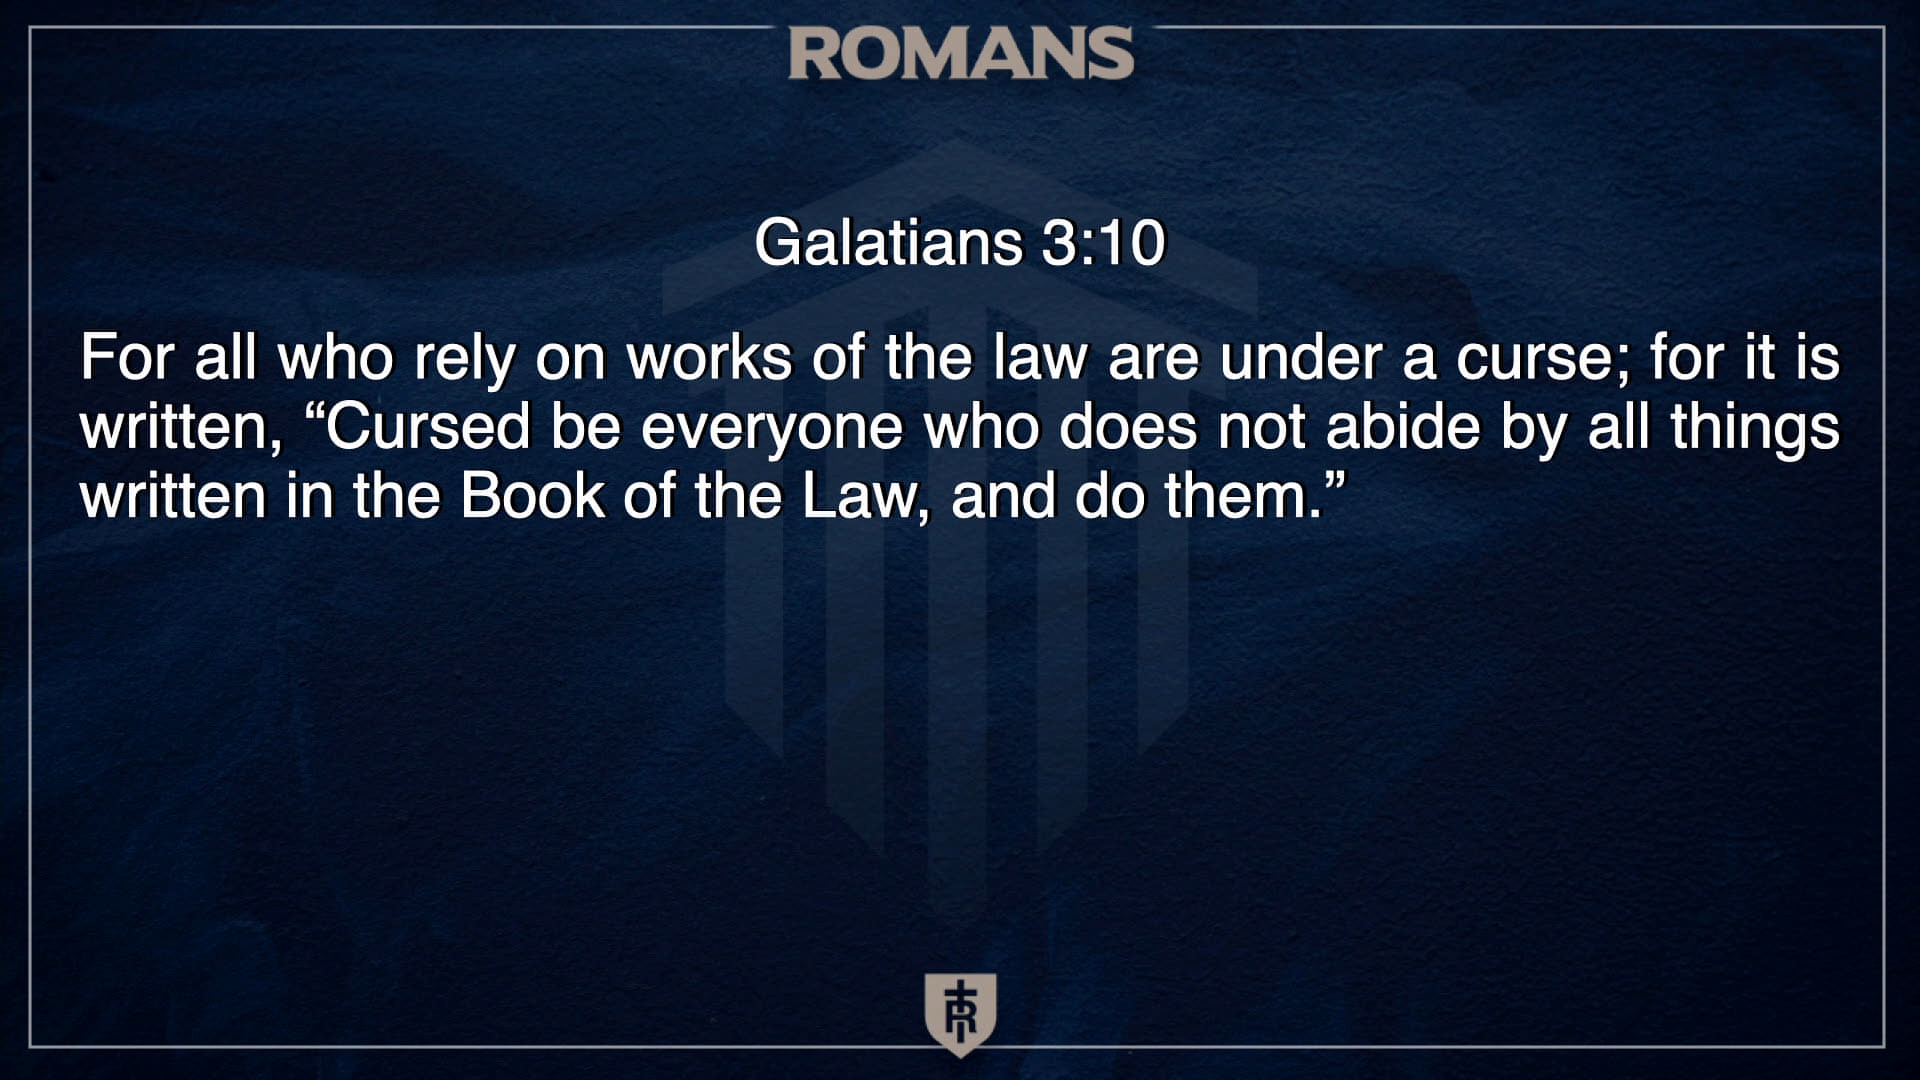 ROMANS
Galatians 3:10
For all who rely on works of the law are under a curse; for it is
written, “Cursed be everyone who does not abide by all things
written in the Book of the Law, and do them.”